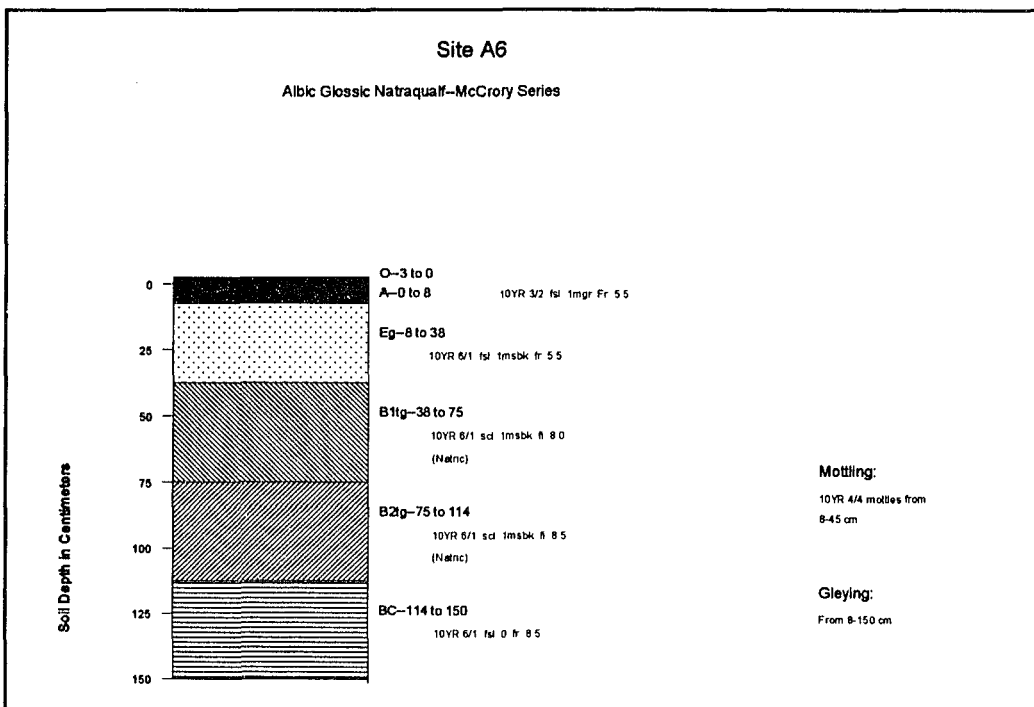 Site A6
Albic Glossic Natraqualf--McCrory Series
O--3 to 0
A--0 to 8 10YR 3/2 fsl 1mgr Fr 5.5
Eg--8 to 38
10YR 6/1 fsl 1msbk fr 5.5
B1tg--38 to 75
10YR 6/1 scl 1msbk fi 8.0
(Natric)
B2tg--75 to 114
10YR 6/1 scl 1msbk fi 8.5
(Natric)
BC--114 to 150
10YR 6/1 fsl 0 fr 8.5
Mottling:
10YR 4/4 mottles from
8-45 cm
Gleying:
From 8-150 cm
Soil Depth in Centimeters
0
25
50
75
100
125
150